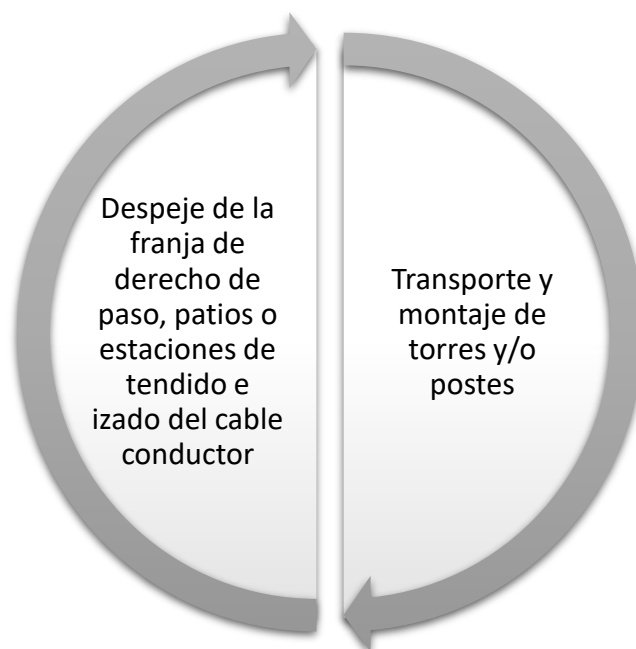 Despeje de la
franja de
derecho de
paso, patios o
estaciones de
tendido e
izado del cable
conductor
Transporte y
montaje de
torres y/o
postes